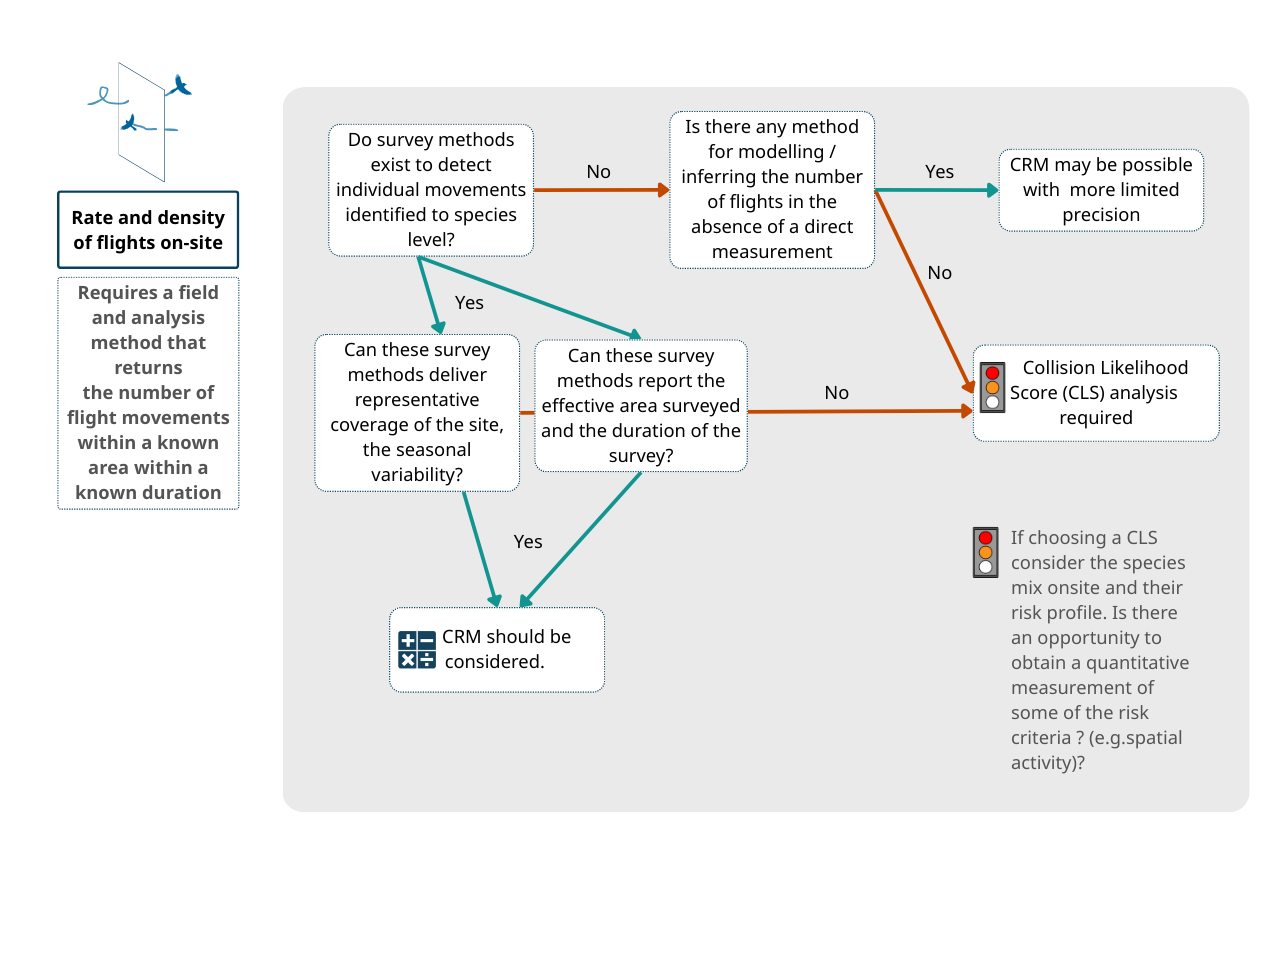 Rate and density
of flights on-site
Requires a field
and analysis
method that
returns
the number of
flight movements
within a known
area within a
known duration
Do survey methods
exist to detect
individual movements
identified to species
level?
No
Is there any method
for modelling /
inferring the number
of flights in the
absence of a direct
measurement
Yes
CRM may be possible
with  more limited
precision
No
Yes
Can these survey
methods deliver
representative
coverage of the site,
the seasonal
variability?
Can these survey
methods report the
effective area surveyed
and the duration of the
survey?
No
Collision Likelihood
Score (CLS) analysis
required
Yes
CRM should be
considered.
If choosing a CLS
consider the species
mix onsite and their
risk profile. Is there
an opportunity to
obtain a quantitative
measurement of
some of the risk
criteria ? (e.g.spatial
activity)?